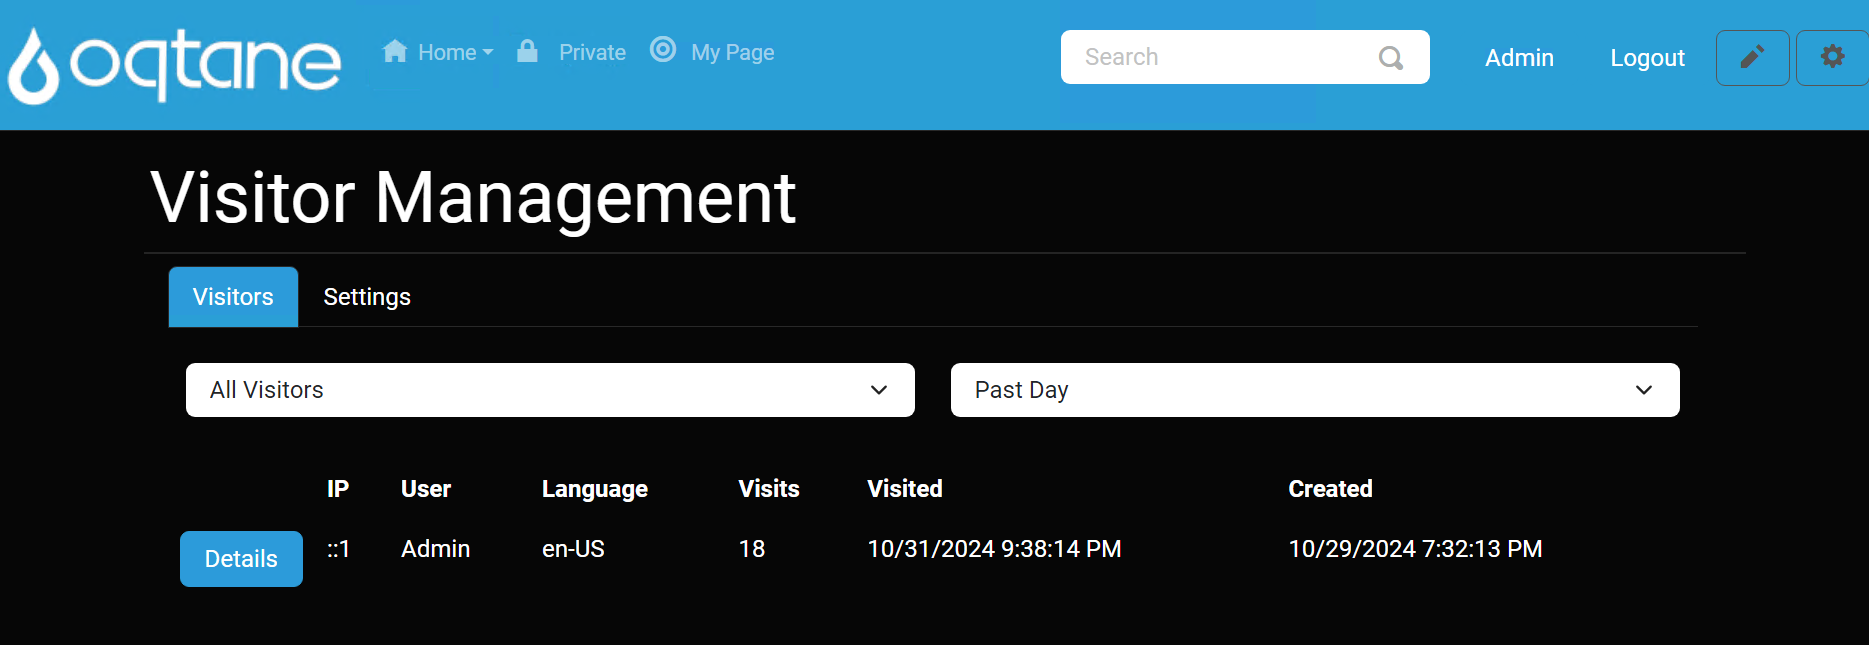 oqtane Home Private My Page Search Admin Logout
Visitor Management
Visitors Settings
All Visitors Past Day
IP User Language Visits Visited Created
Details ::1 Admin en-US 18 10/31/2024 9:38:14 PM 10/29/2024 7:32:13 PM